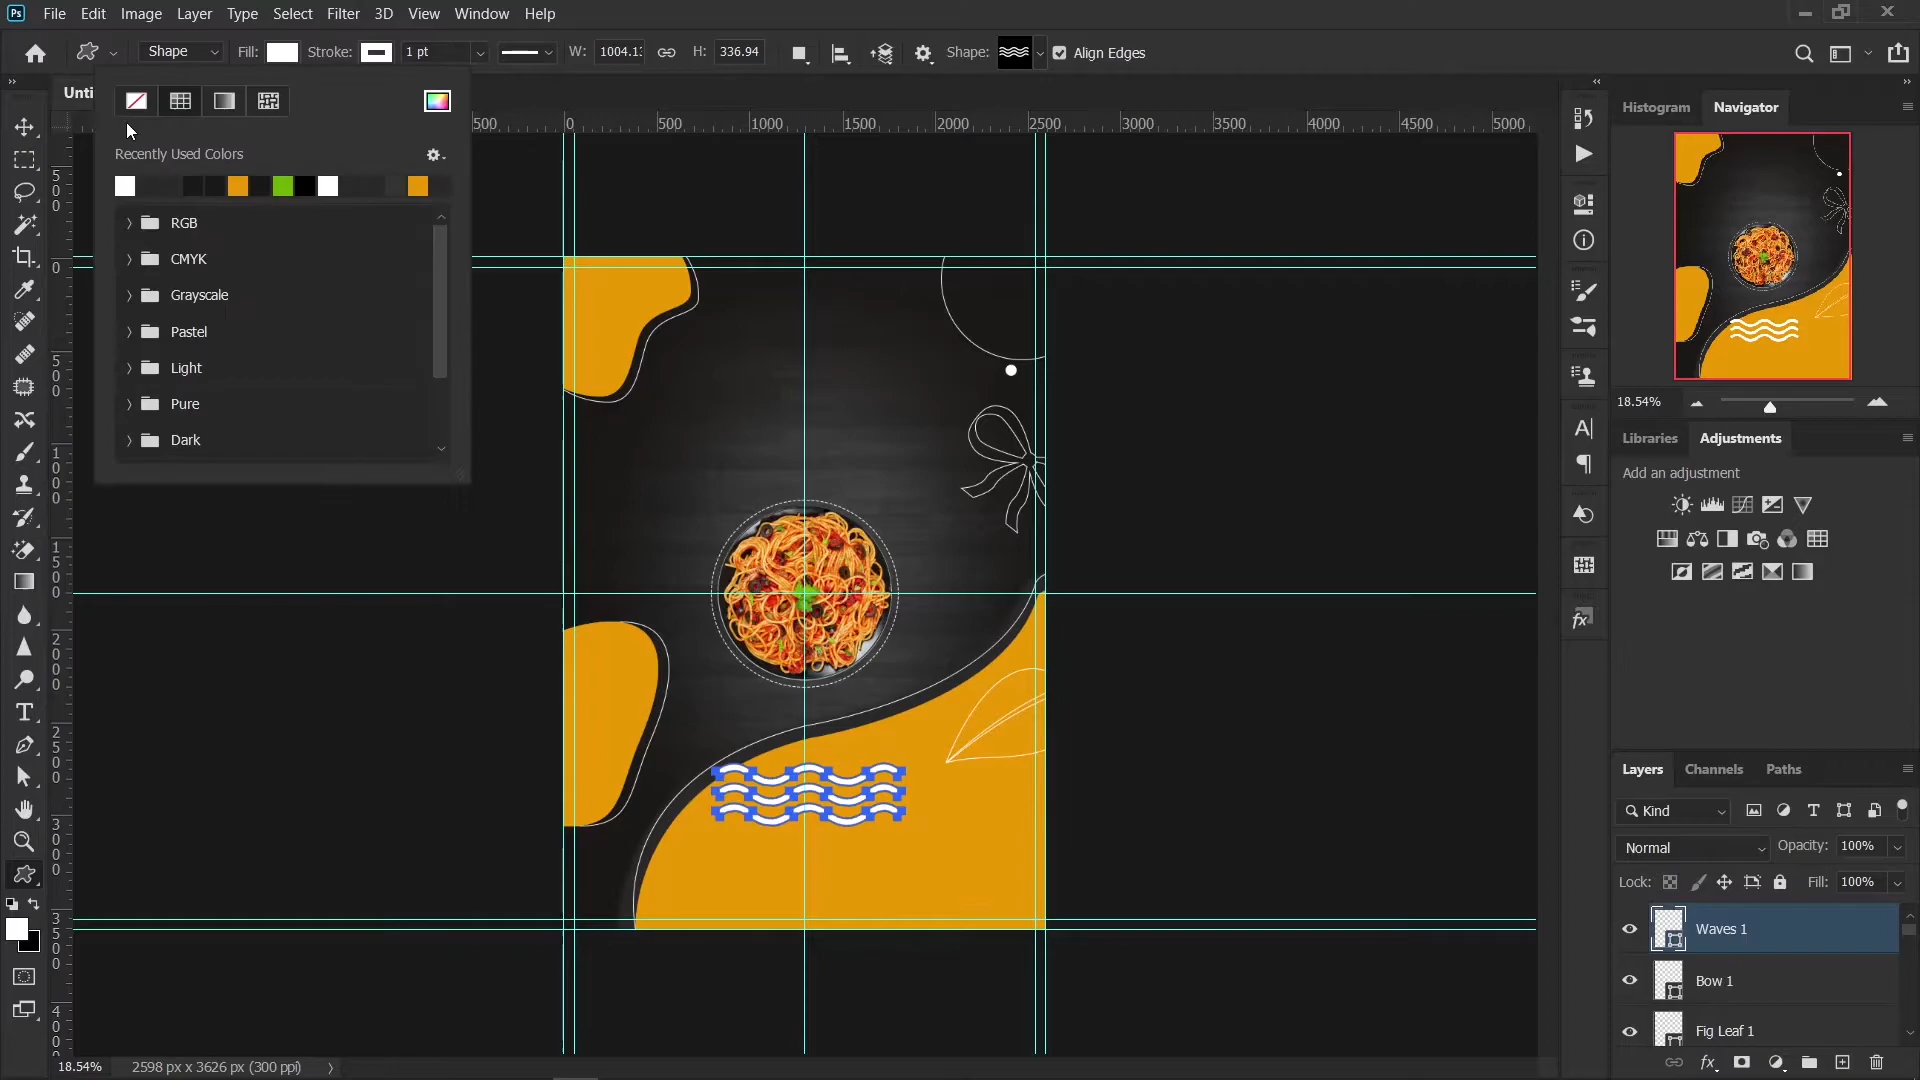 Ps File Edit Image Layer Type Select Filter 3D View Window Help
Shape Fill: Stroke: 1 pt W: 1004.1 H: 336.94 Shape: Align Edges
Unti
Recently Used Colors
RGB
CMYK
Grayscale
Pastel
Light
Pure
Dark
500 0 500 1000 1500 2000 2500 3000 3500 4000 4500 5000
Histogram Navigator
18.54%
Libraries Adjustments
Add an adjustment
Layers Channels Paths
Kind
Normal Opacity: 100%
Lock: Fill: 100%
Waves 1
Bow 1
Fig Leaf 1
18.54% 2598 px x 3626 px (300 ppi)